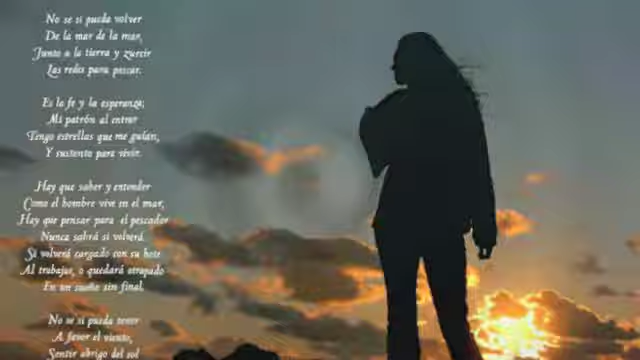 No se si pueda volver
De la mar de la mar,
Junto a la tierra y zurcir
Las redes para pescar.
Es la fe y la esperanza;
Mi patrón al entrar
Tengo estrellas que me guían,
Y sustento para vivir.
Hay que saber y entender
Como el hombre vive en el mar,
Hay que pensar para el pescador
Nunca sabrá si volverá
Si volverá cargado con su bote
Al trabajo, o quedará atrapado
En un sueño sin final.
No se si pueda tener
A favor el viento,
Sentir abrigo del sol